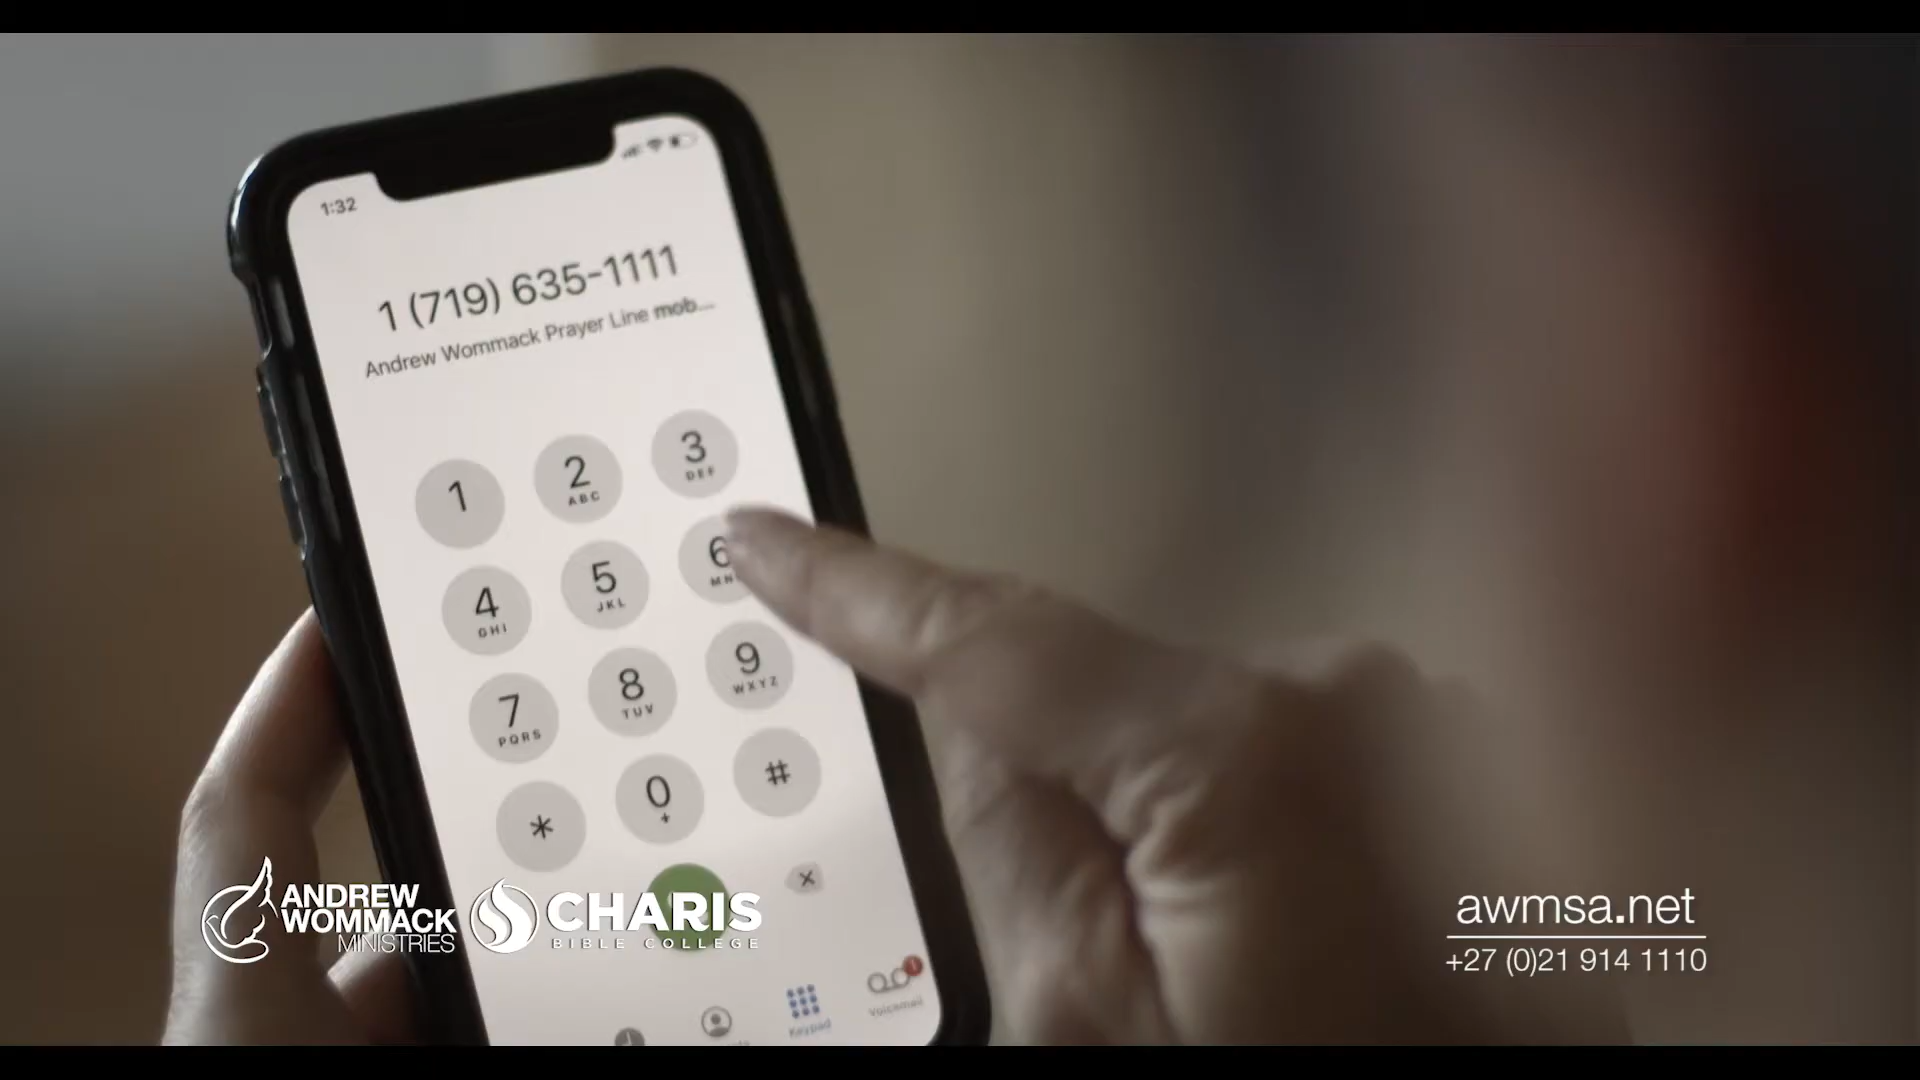 1:32
1 (719) 635-1111
Andrew Wommack Prayer Line mob...
1
2
ABC
3
DEF
4
GHI
5
JKL
6
7
PQRS
8
TUV
9
WXYZ
*
0
+
#
ANDREW
WOMMACK
MINISTRIES
CHARIS
BIBLE COLLEGE
awmsa.net
+27 (0)21 914 1110
Keypad
Voicemail